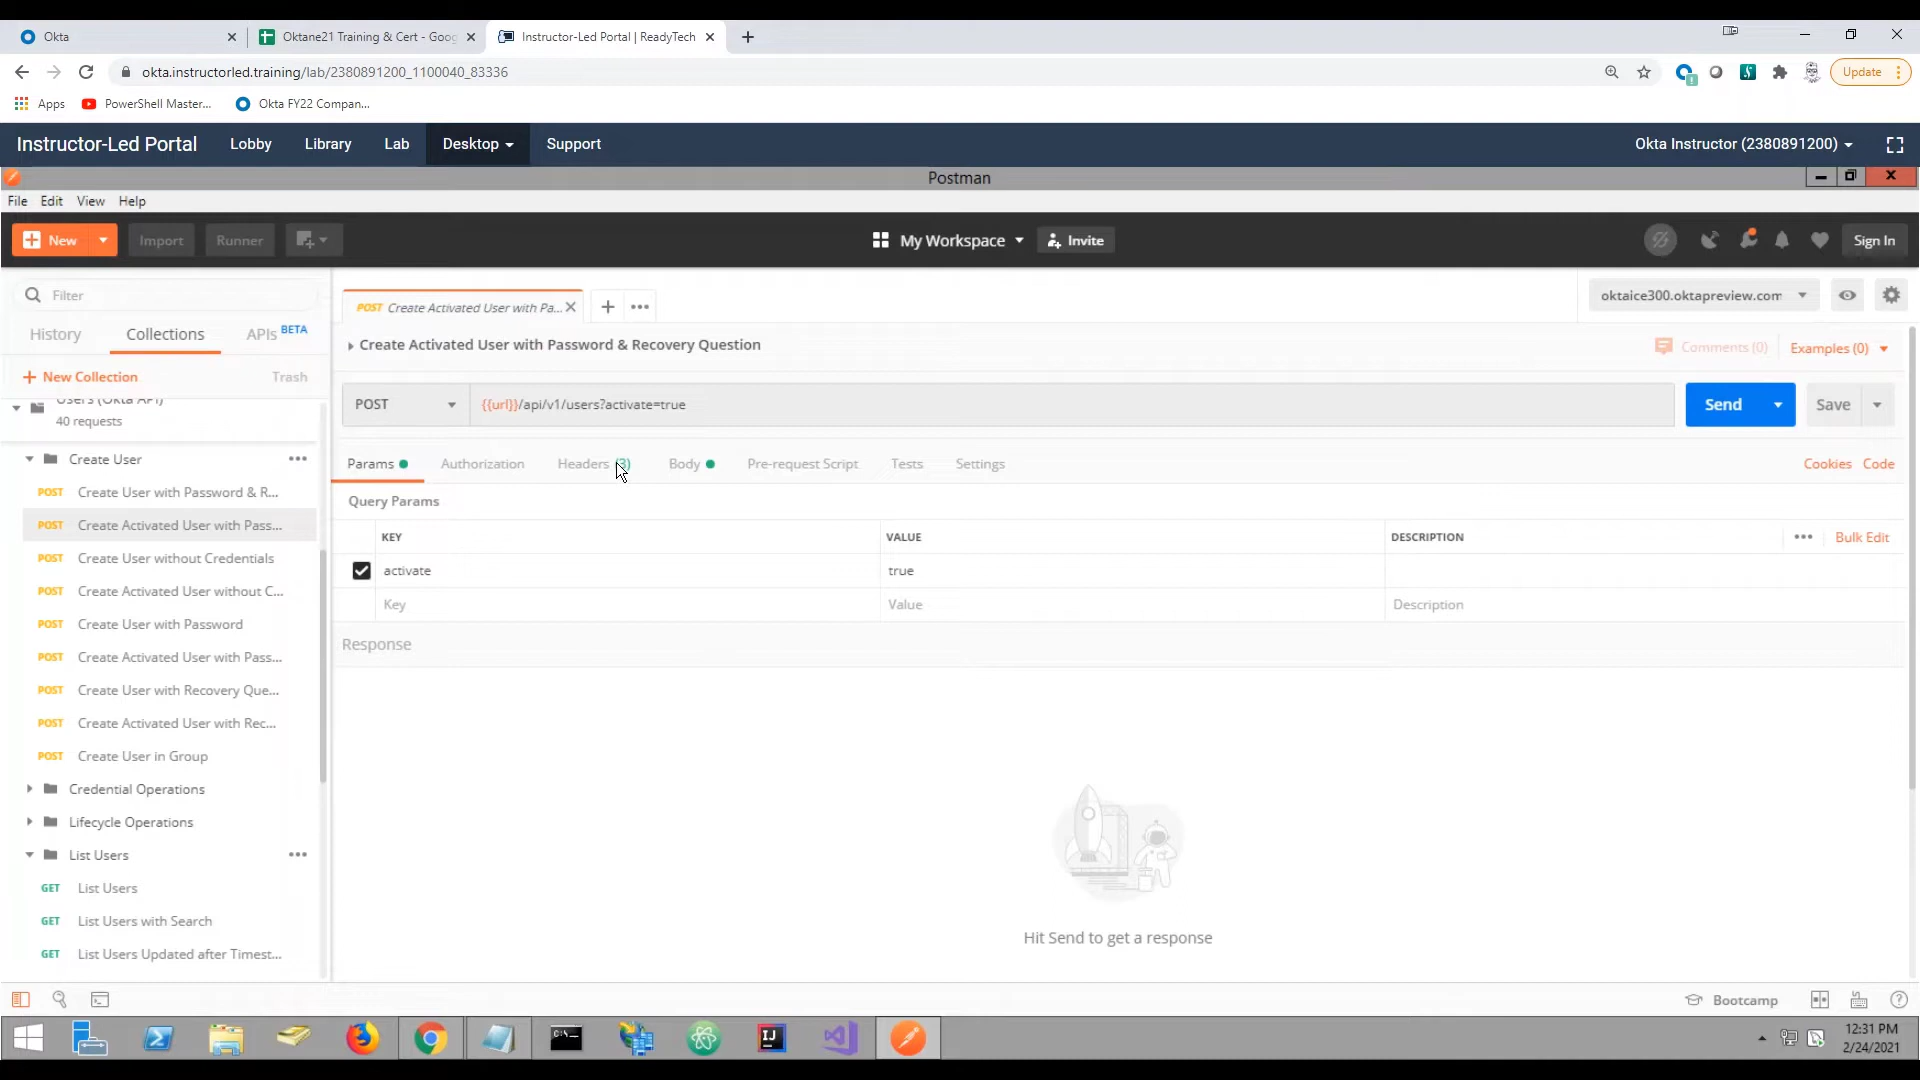 Okta
Oktane21 Training & Cert - Goog
Instructor-Led Portal | ReadyTech
okta.instructorled.training/lab/2380891200_1100040_83336
Update
Apps
PowerShell Master...
Okta FY22 Compan...
Instructor-Led Portal
Lobby
Library
Lab
Desktop
Support
Okta Instructor (2380891200)
Postman
File
Edit
View
Help
New
Import
Runner
My Workspace
Invite
Sign In
Filter
POST Create Activated User with Pa...
oktaice300.oktapreview.com
History
Collections
APIs BETA
Create Activated User with Password & Recovery Question
Comments (0)
Examples (0)
New Collection
Trash
Users (Okta API)
40 requests
POST
{{url}}/api/v1/users?activate=true
Send
Save
Params
Authorization
Headers (3)
Body
Pre-request Script
Tests
Settings
Cookies
Code
Query Params
KEY
VALUE
DESCRIPTION
Bulk Edit
activate
true
Key
Value
Description
Response
Hit Send to get a response
Create User
POST Create User with Password & R...
POST Create Activated User with Pass...
POST Create User without Credentials
POST Create Activated User without C...
POST Create User with Password
POST Create Activated User with Pass...
POST Create User with Recovery Que...
POST Create Activated User with Rec...
POST Create User in Group
Credential Operations
Lifecycle Operations
List Users
GET List Users
GET List Users with Search
GET List Users Updated after Timest...
Bootcamp
12:31 PM
2/24/2021